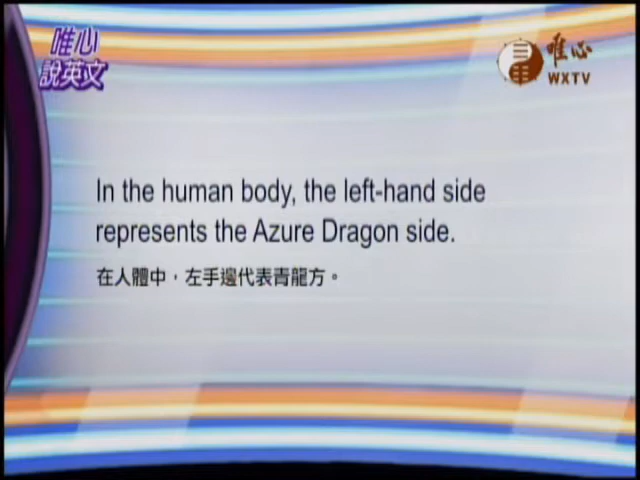 唯心
說英文
唯心
WXTV
In the human body, the left-hand side
represents the Azure Dragon side.
在人體中，左手邊代表青龍方。